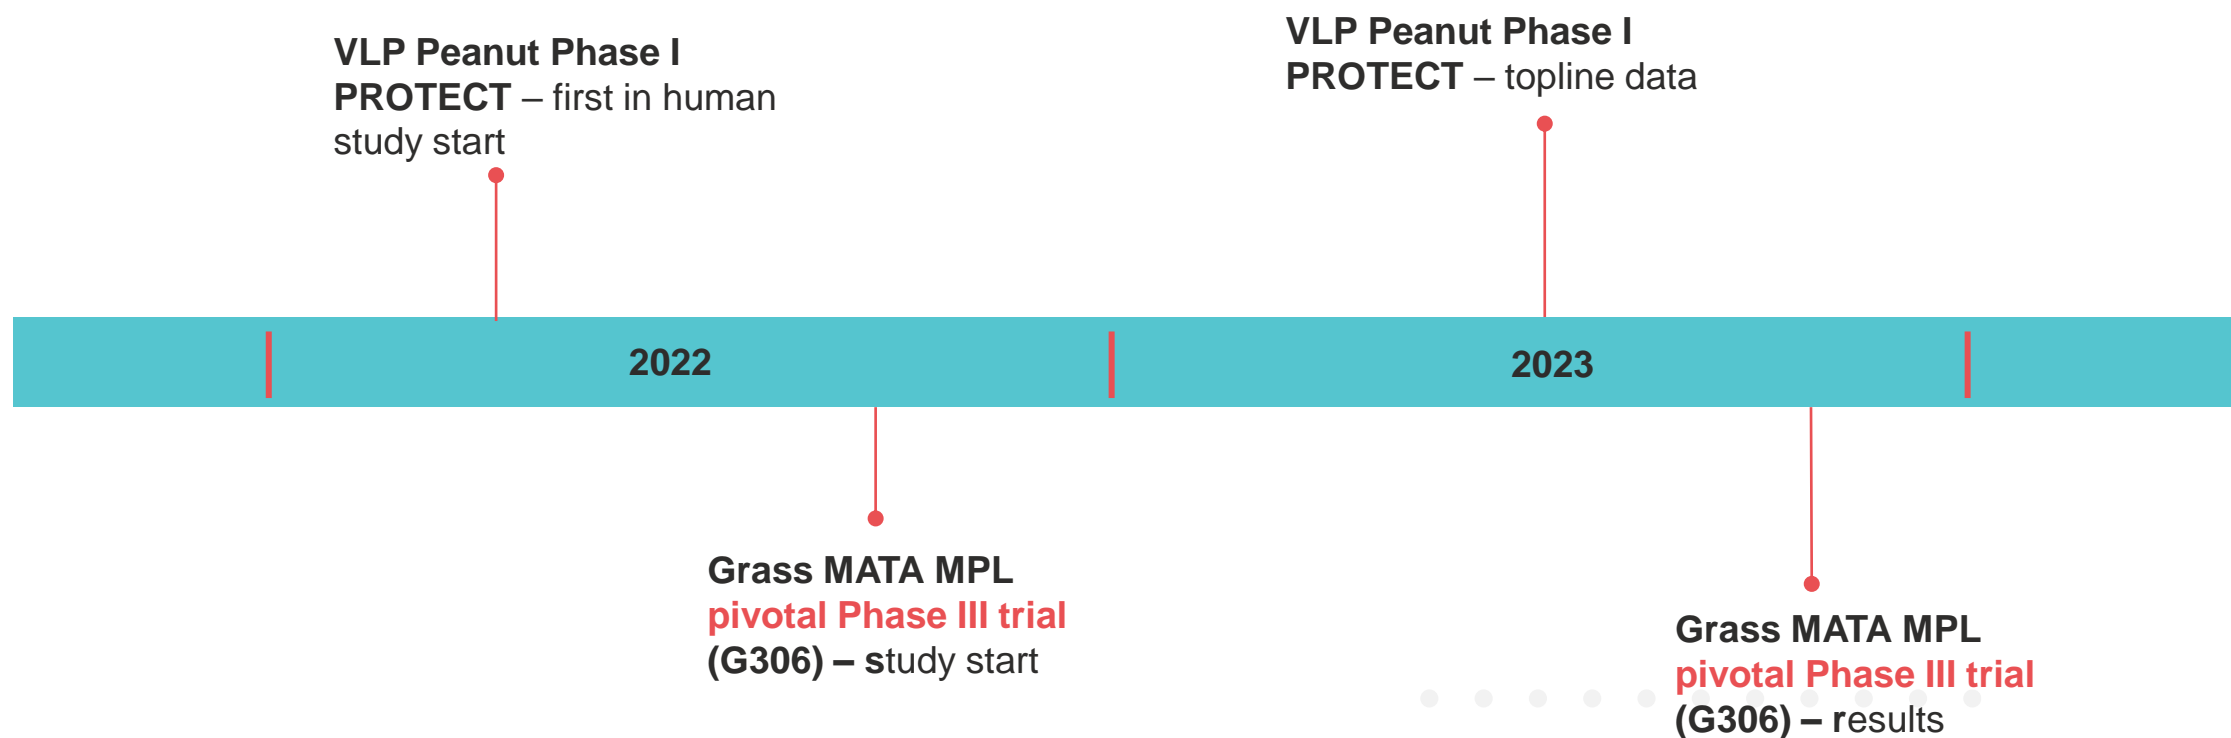 VLP Peanut Phase I
PROTECT – first in human
study start
VLP Peanut Phase I
PROTECT – topline data
2022
2023
Grass MATA MPL
pivotal Phase III trial
(G306) – study start
Grass MATA MPL
pivotal Phase III trial
(G306) – results